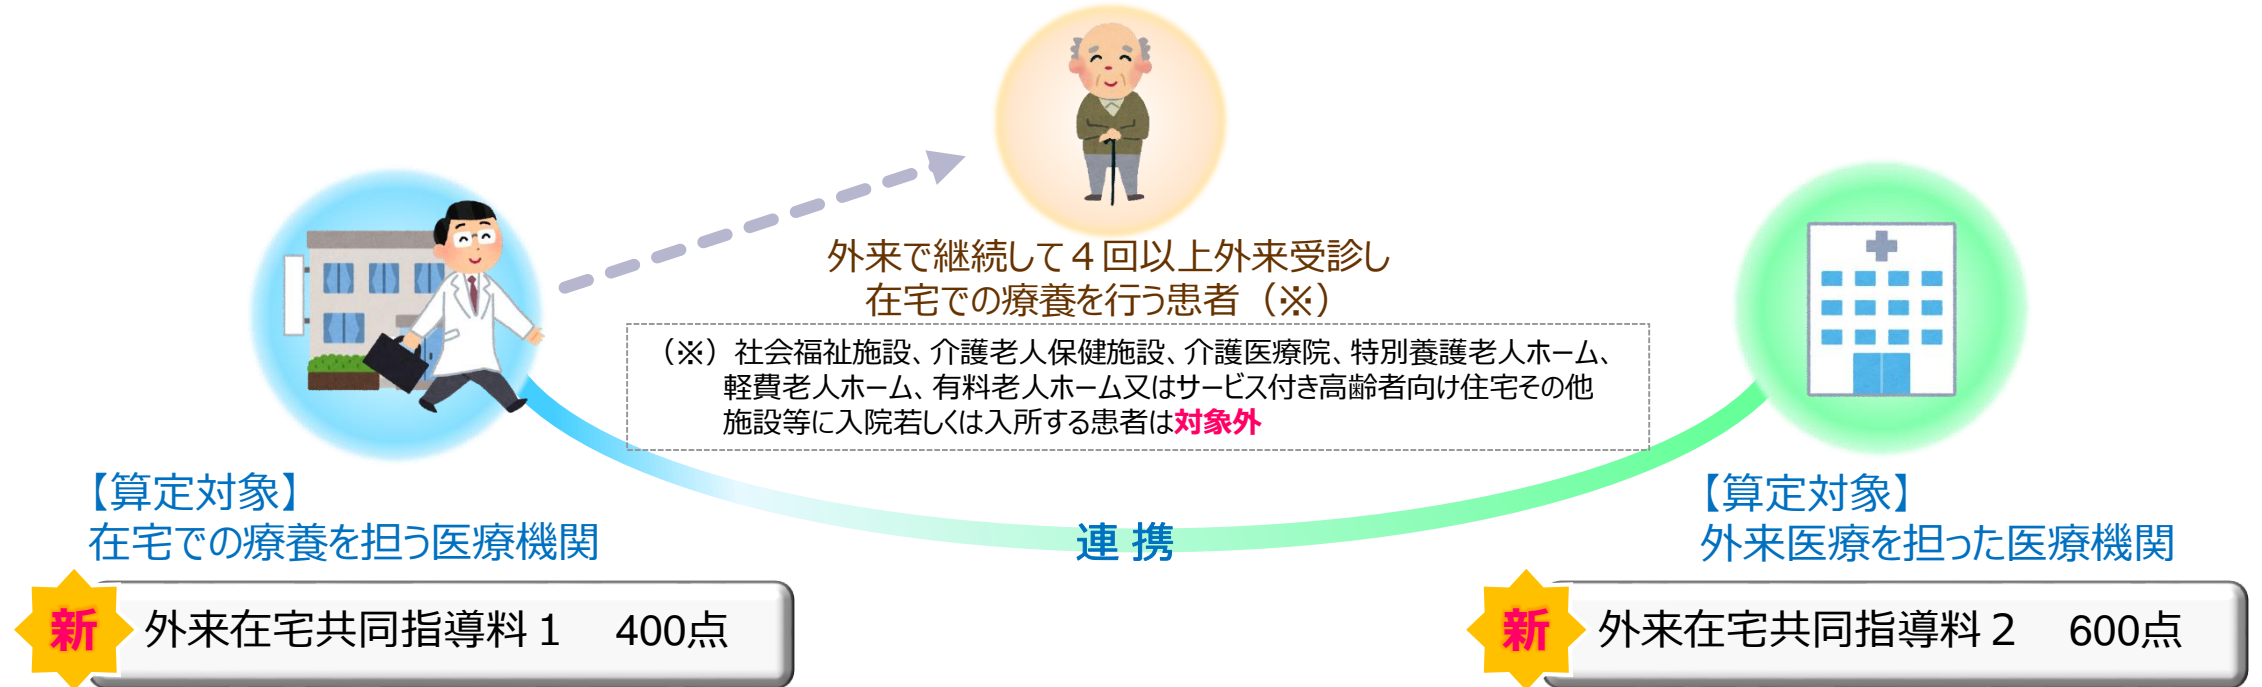 外来で継続して４回以上外来受診し
在宅での療養を行う患者（※）
（※）社会福祉施設、介護老人保健施設、介護医療院、特別養護老人ホーム、
軽費老人ホーム、有料老人ホーム又はサービス付き高齢者向け住宅その他
施設等に入院若しくは入所する患者は対象外
【算定対象】
在宅での療養を担う医療機関
連 携
【算定対象】
外来医療を担った医療機関
新 外来在宅共同指導料１ 400点
新 外来在宅共同指導料２ 600点